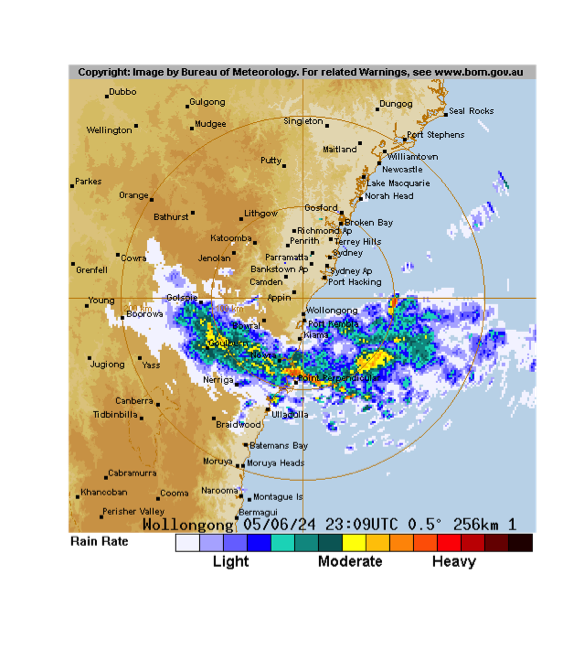 Copyright: Image by Bureau of Meteorology. For related Warnings, see www.bom.gov.au
Dubbo
Gulgong
Dungog
Seal Rocks
Singleton
Mudgee
Wellington
Port Stephens
Maitland
Williamtown
Putty
Newcastle
Parkes
Lake Macquarie
Orange
Norah Head
Gosford
Bathurst
Lithgow
Broken Bay
Richmond Ap
Katoomba
Penrith
Terrey Hills
Cowra
Jenolan
Parramatta
Sydney
Grenfell
Bankstown Ap
Sydney Ap
Camden
Port Hacking
Young
Golspie
Appin
Boorowa
Wollongong
Bowral
Port Kembla
Kiama
Goulburn
Nowra
Jugiong
Yass
Nerriga
Point Perpendicular
Canberra
Tidbinbilla
Ulladulla
Braidwood
Batemans Bay
Moruya
Moruya Heads
Cabramurra
Khancoban
Cooma
Narooma
Montague Is
Perisher Valley
Bermagui
Wollongong 05/06/24 23:09UTC 0.5° 256km 1
Rain Rate
Light
Moderate
Heavy